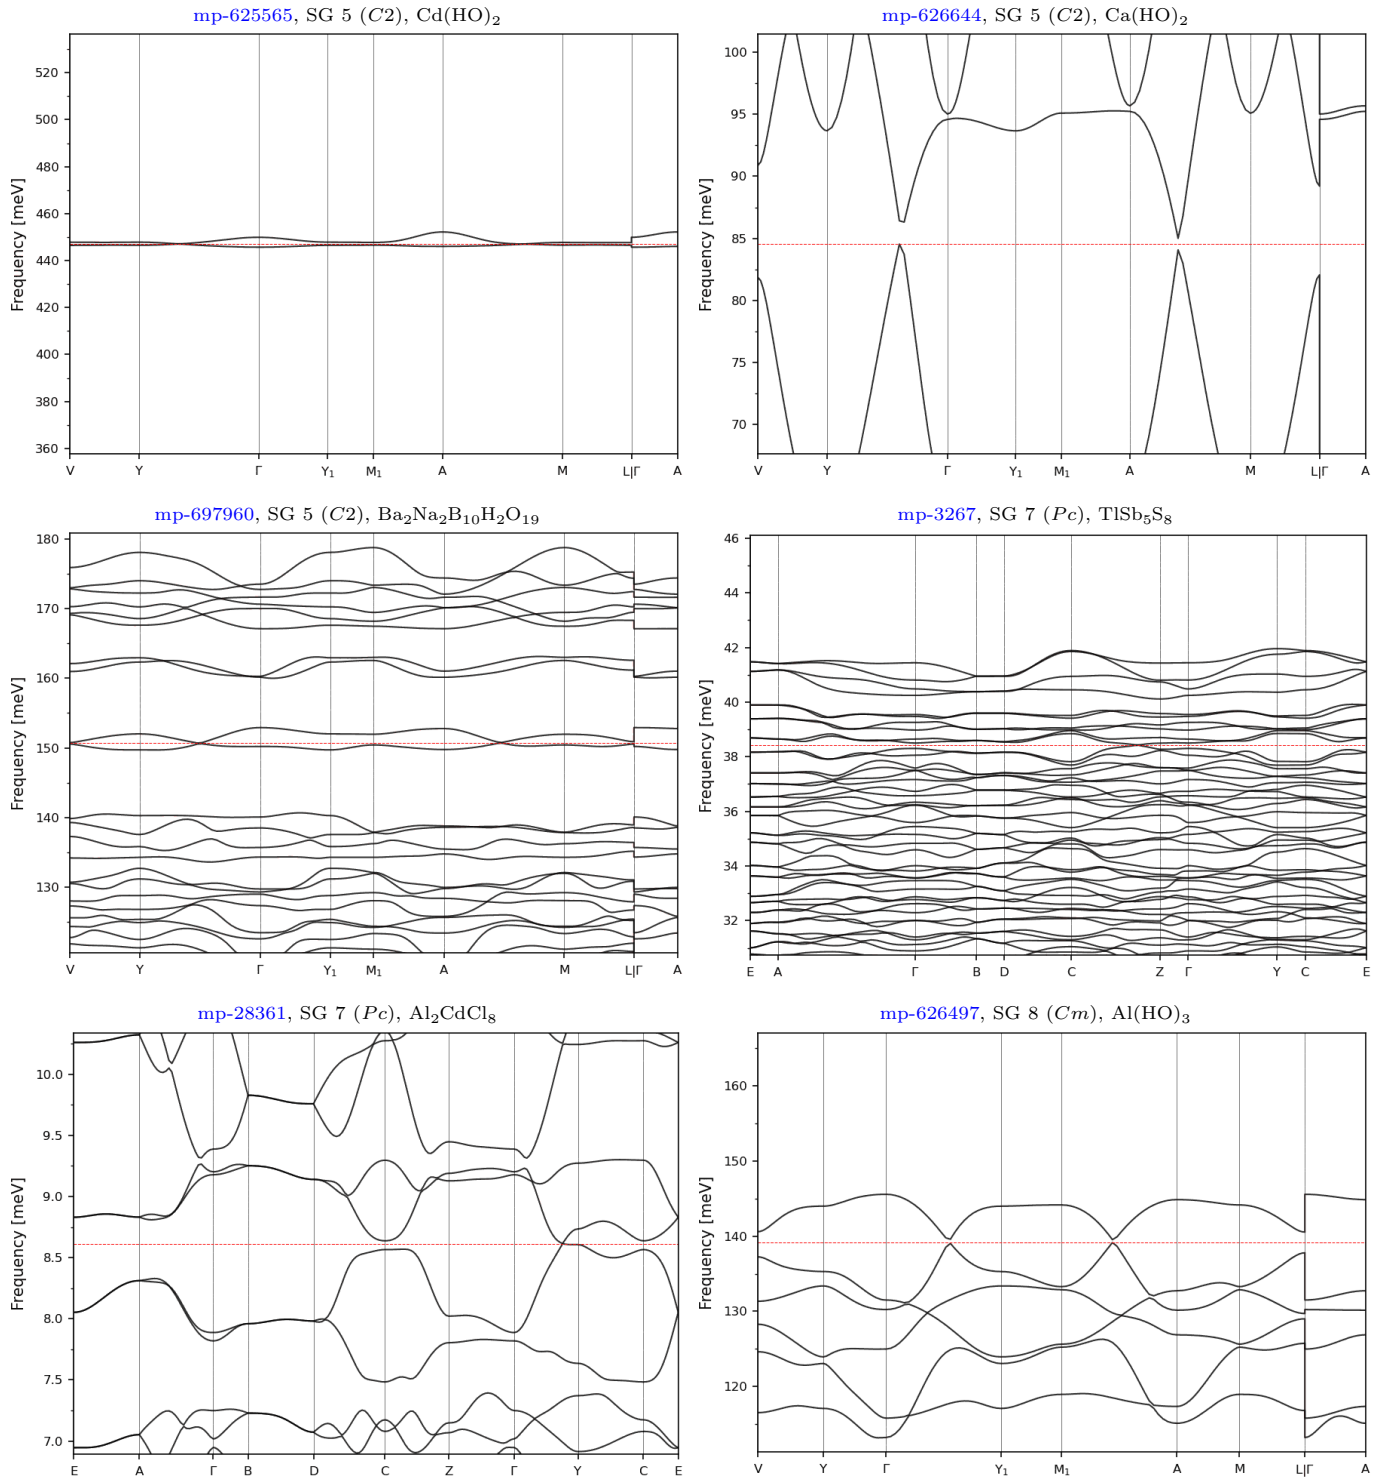 mp-625565, SG 5 (C2), Cd(HO)₂
Frequency [meV]
520
500
480
460
440
420
400
380
360
V Y Γ Y₁ M₁ A M L|Γ A
mp-626644, SG 5 (C2), Ca(HO)₂
Frequency [meV]
100
95
90
85
80
75
70
V Y Γ Y₁ M₁ A M L|Γ A
mp-697960, SG 5 (C2), Ba₂Na₂B₁₀H₂O₁₉
Frequency [meV]
180
170
160
150
140
130
V Y Γ Y₁ M₁ A M L|Γ A
mp-3267, SG 7 (Pc), TlSb₅S₈
Frequency [meV]
46
44
42
40
38
36
34
32
E A Γ B D C Z Γ Y C E
mp-28361, SG 7 (Pc), Al₂CdCl₈
Frequency [meV]
10.0
9.5
9.0
8.5
8.0
7.5
7.0
E A Γ B D C Z Γ Y C E
mp-626497, SG 8 (Cm), Al(HO)₃
Frequency [meV]
160
150
140
130
120
V Y Γ Y₁ M₁ A M L|Γ A